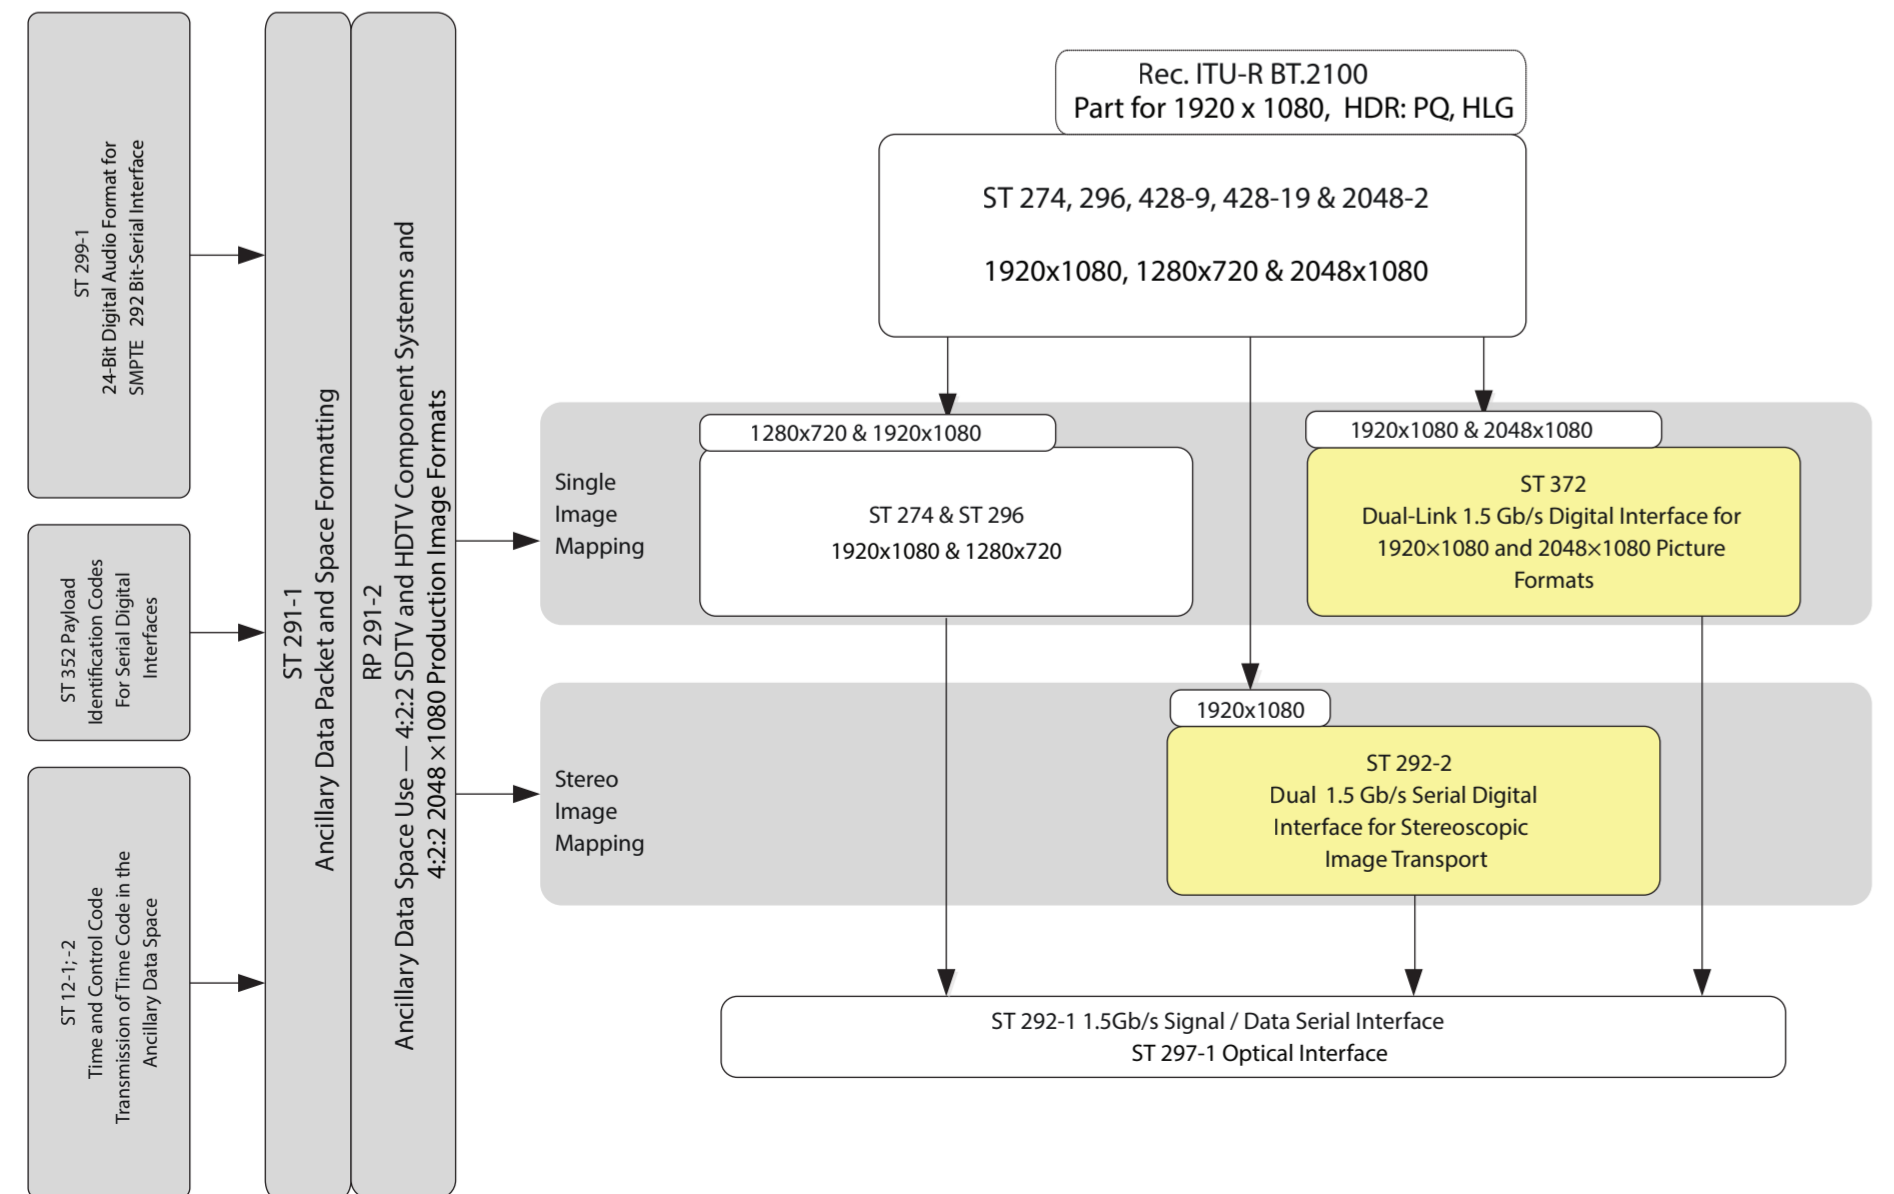 ST 299-1
24-Bit Digital Audio Format for
SMPTE 292 Bit-Serial Interface
ST 352 Payload
Identification Codes
For Serial Digital
Interfaces
ST 12-1; -2
Time and Control Code
Transmission of Time Code in the
Ancillary Data Space
ST 291-1
Ancillary Data Packet and Space Formatting
RP 291-2
Ancillary Data Space Use — 4:2:2 SDTV and HDTV Component Systems and
4:2:2 2048 ×1080 Production Image Formats
Rec. ITU-R BT.2100
Part for 1920 x 1080, HDR: PQ, HLG
ST 274, 296, 428-9, 428-19 & 2048-2
1920x1080, 1280x720 & 2048x1080
Single
Image
Mapping
1280x720 & 1920x1080
ST 274 & ST 296
1920x1080 & 1280x720
1920x1080 & 2048x1080
ST 372
Dual-Link 1.5 Gb/s Digital Interface for
1920×1080 and 2048×1080 Picture
Formats
Stereo
Image
Mapping
1920x1080
ST 292-2
Dual 1.5 Gb/s Serial Digital
Interface for Stereoscopic
Image Transport
ST 292-1 1.5Gb/s Signal / Data Serial Interface
ST 297-1 Optical Interface